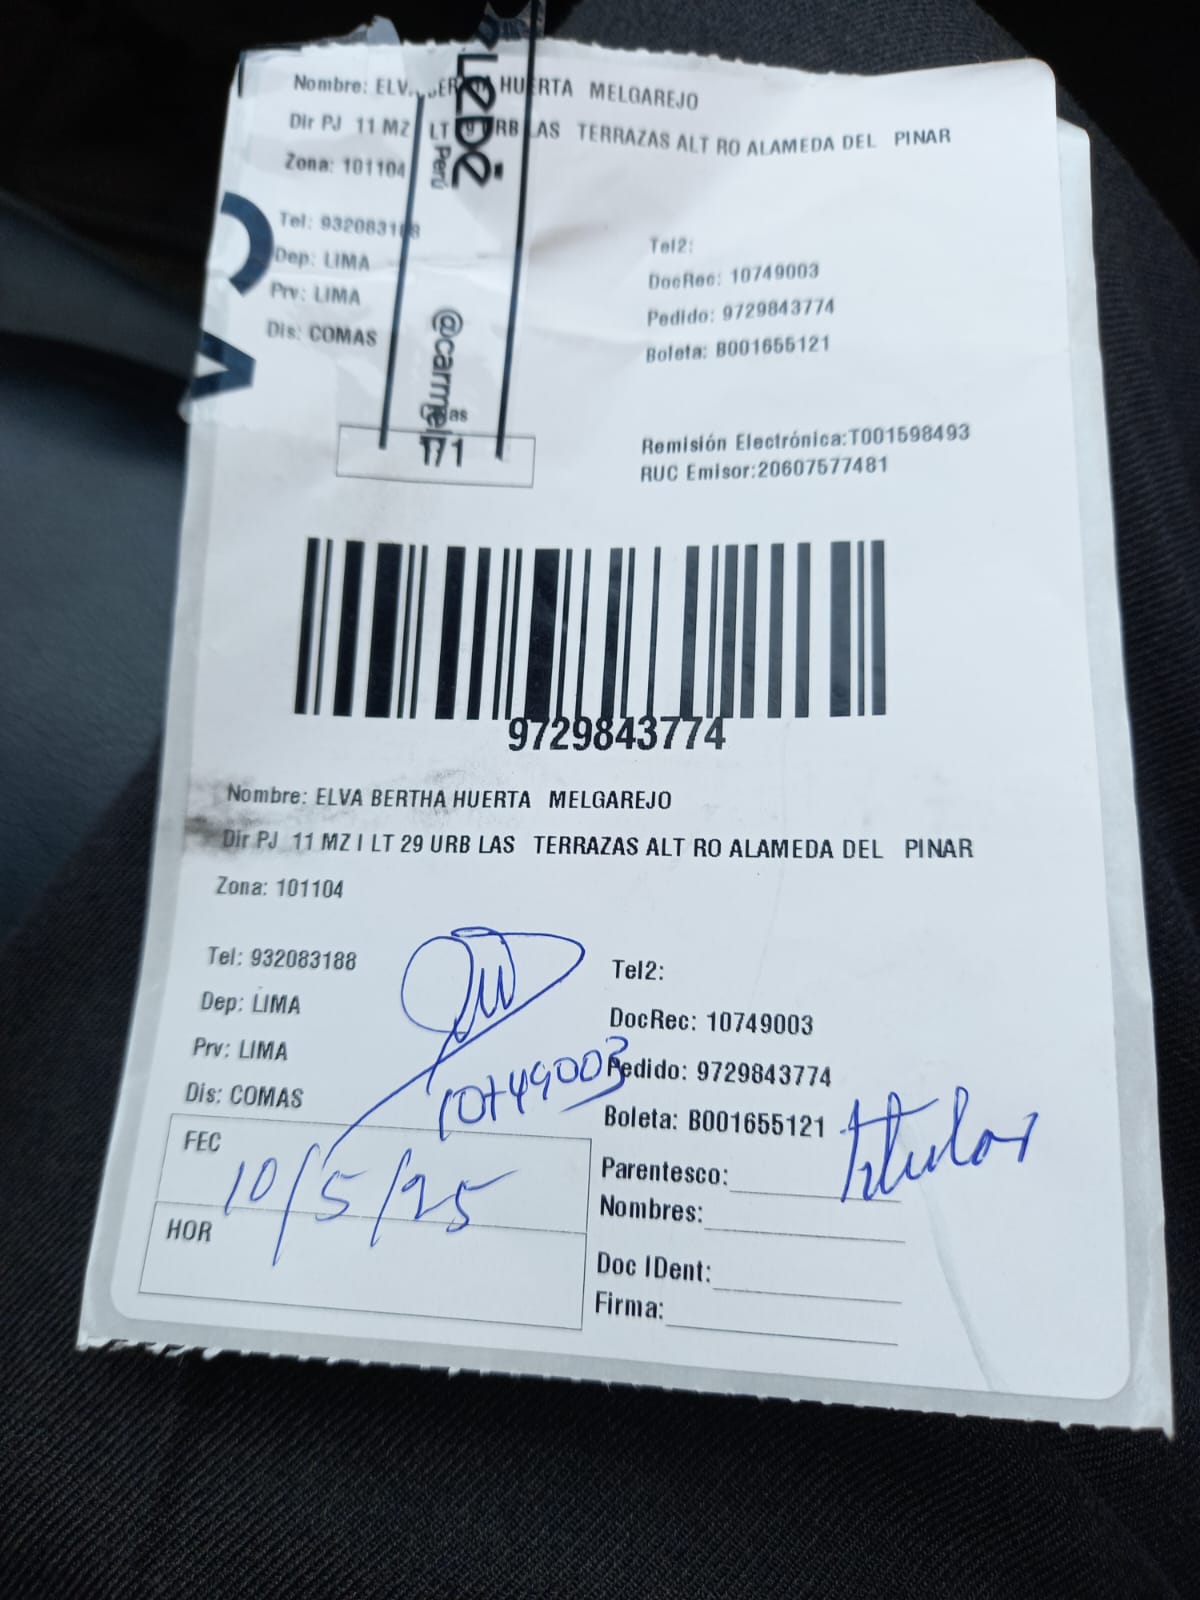 Nombre: ELV HUERTA MELGAREJO
Dir PJ 11 MZ LT URB LAS TERRAZAS ALT RO ALAMEDA DEL PINAR
Zona: 101104
Tel: 932083188
Tel2:
Dep: LIMA
DocRec: 10749003
Prv: LIMA
Pedido: 9729843774
Dis: COMAS
Boleta: B001655121
Perú
@carmel
171
Remisión Electrónica:T001598493
RUC Emisor:20607577481
CA
9729843774
Nombre: ELVA BERTHA HUERTA MELGAREJO
Dir PJ 11 MZ I LT 29 URB LAS TERRAZAS ALT RO ALAMEDA DEL PINAR
Zona: 101104
Tel: 932083188
Tel2:
Dep: LIMA
DocRec: 10749003
Prv: LIMA
10749003
Pedido: 9729843774
Dis: COMAS
Boleta: B001655121
titular
FEC
10/5/25
Parentesco:
Nombres:
HOR
Doc IDent:
Firma: